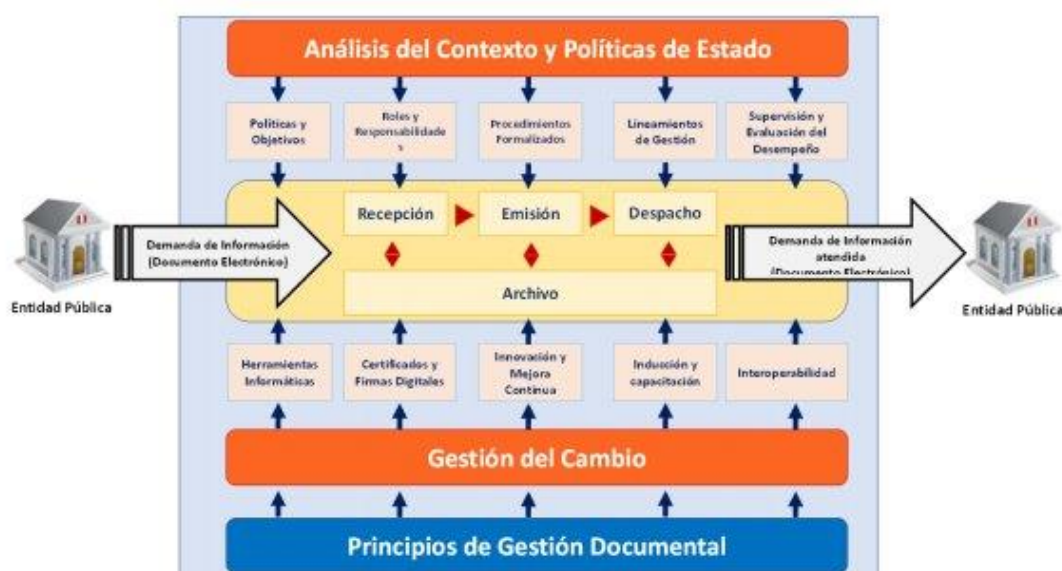 Análisis del Contexto y Políticas de Estado
Políticas y
Objetivos
Roles y
Responsabilidade
s
Procedimientos
Formalizados
Lineamientos
de Gestión
Supervisión y
Evaluación del
Desempeño
Recepción
Emisión
Despacho
Demanda de Información
(Documento Electrónico)
Demanda de Información
atendida
(Documento Electrónico)
Archivo
Entidad Pública
Entidad Pública
Herramientas
Informáticas
Certificados y
Firmas Digitales
Innovación y
Mejora
Continua
Inducción y
capacitación
Interoperabilidad
Gestión del Cambio
Principios de Gestión Documental